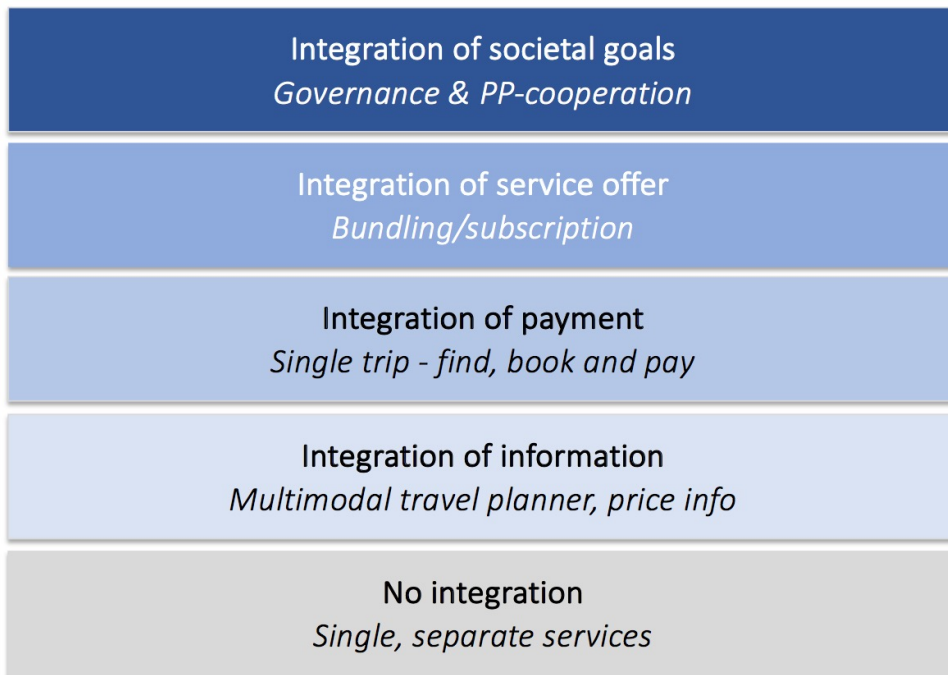 Integration of societal goals
Governance & PP-cooperation
Integration of service offer
Bundling/subscription
Integration of payment
Single trip - find, book and pay
Integration of information
Multimodal travel planner, price info
No integration
Single, separate services